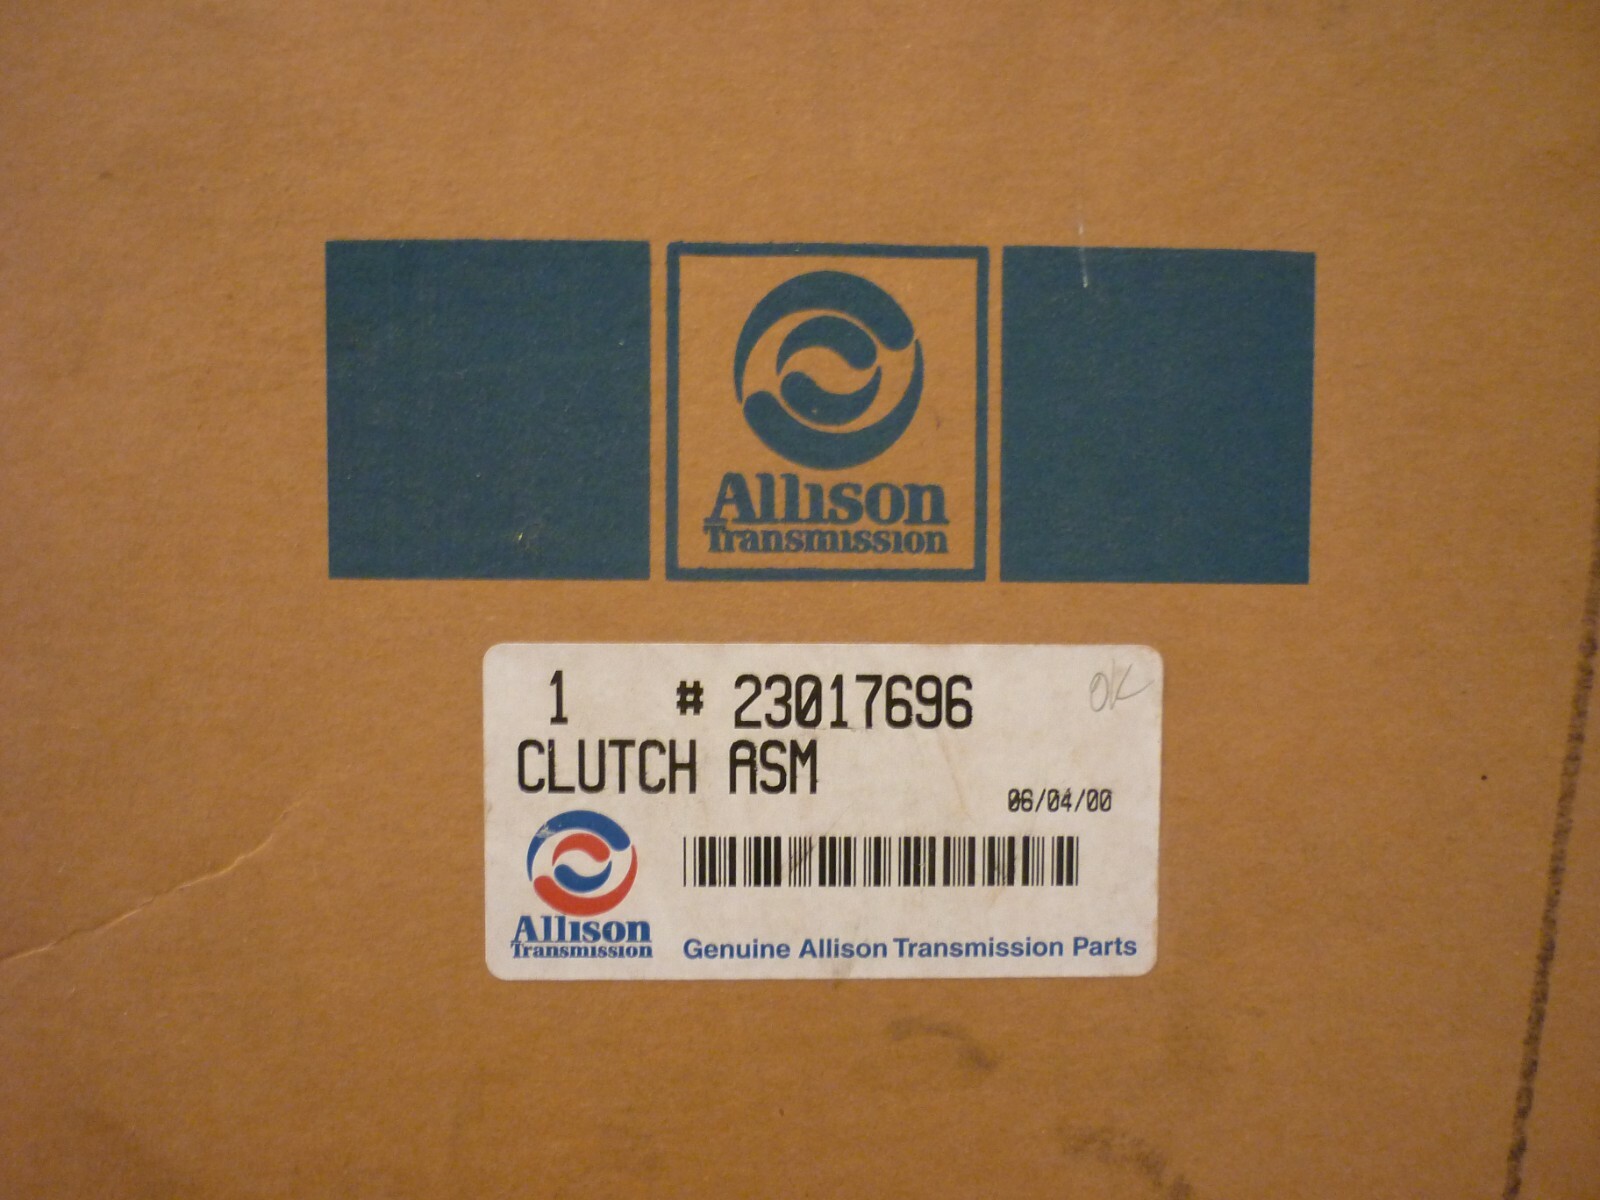 Allison
Transmission
1 # 23017696
OK
CLUTCH ASM
06/04/00
Allison
Transmission
Genuine Allison Transmission Parts